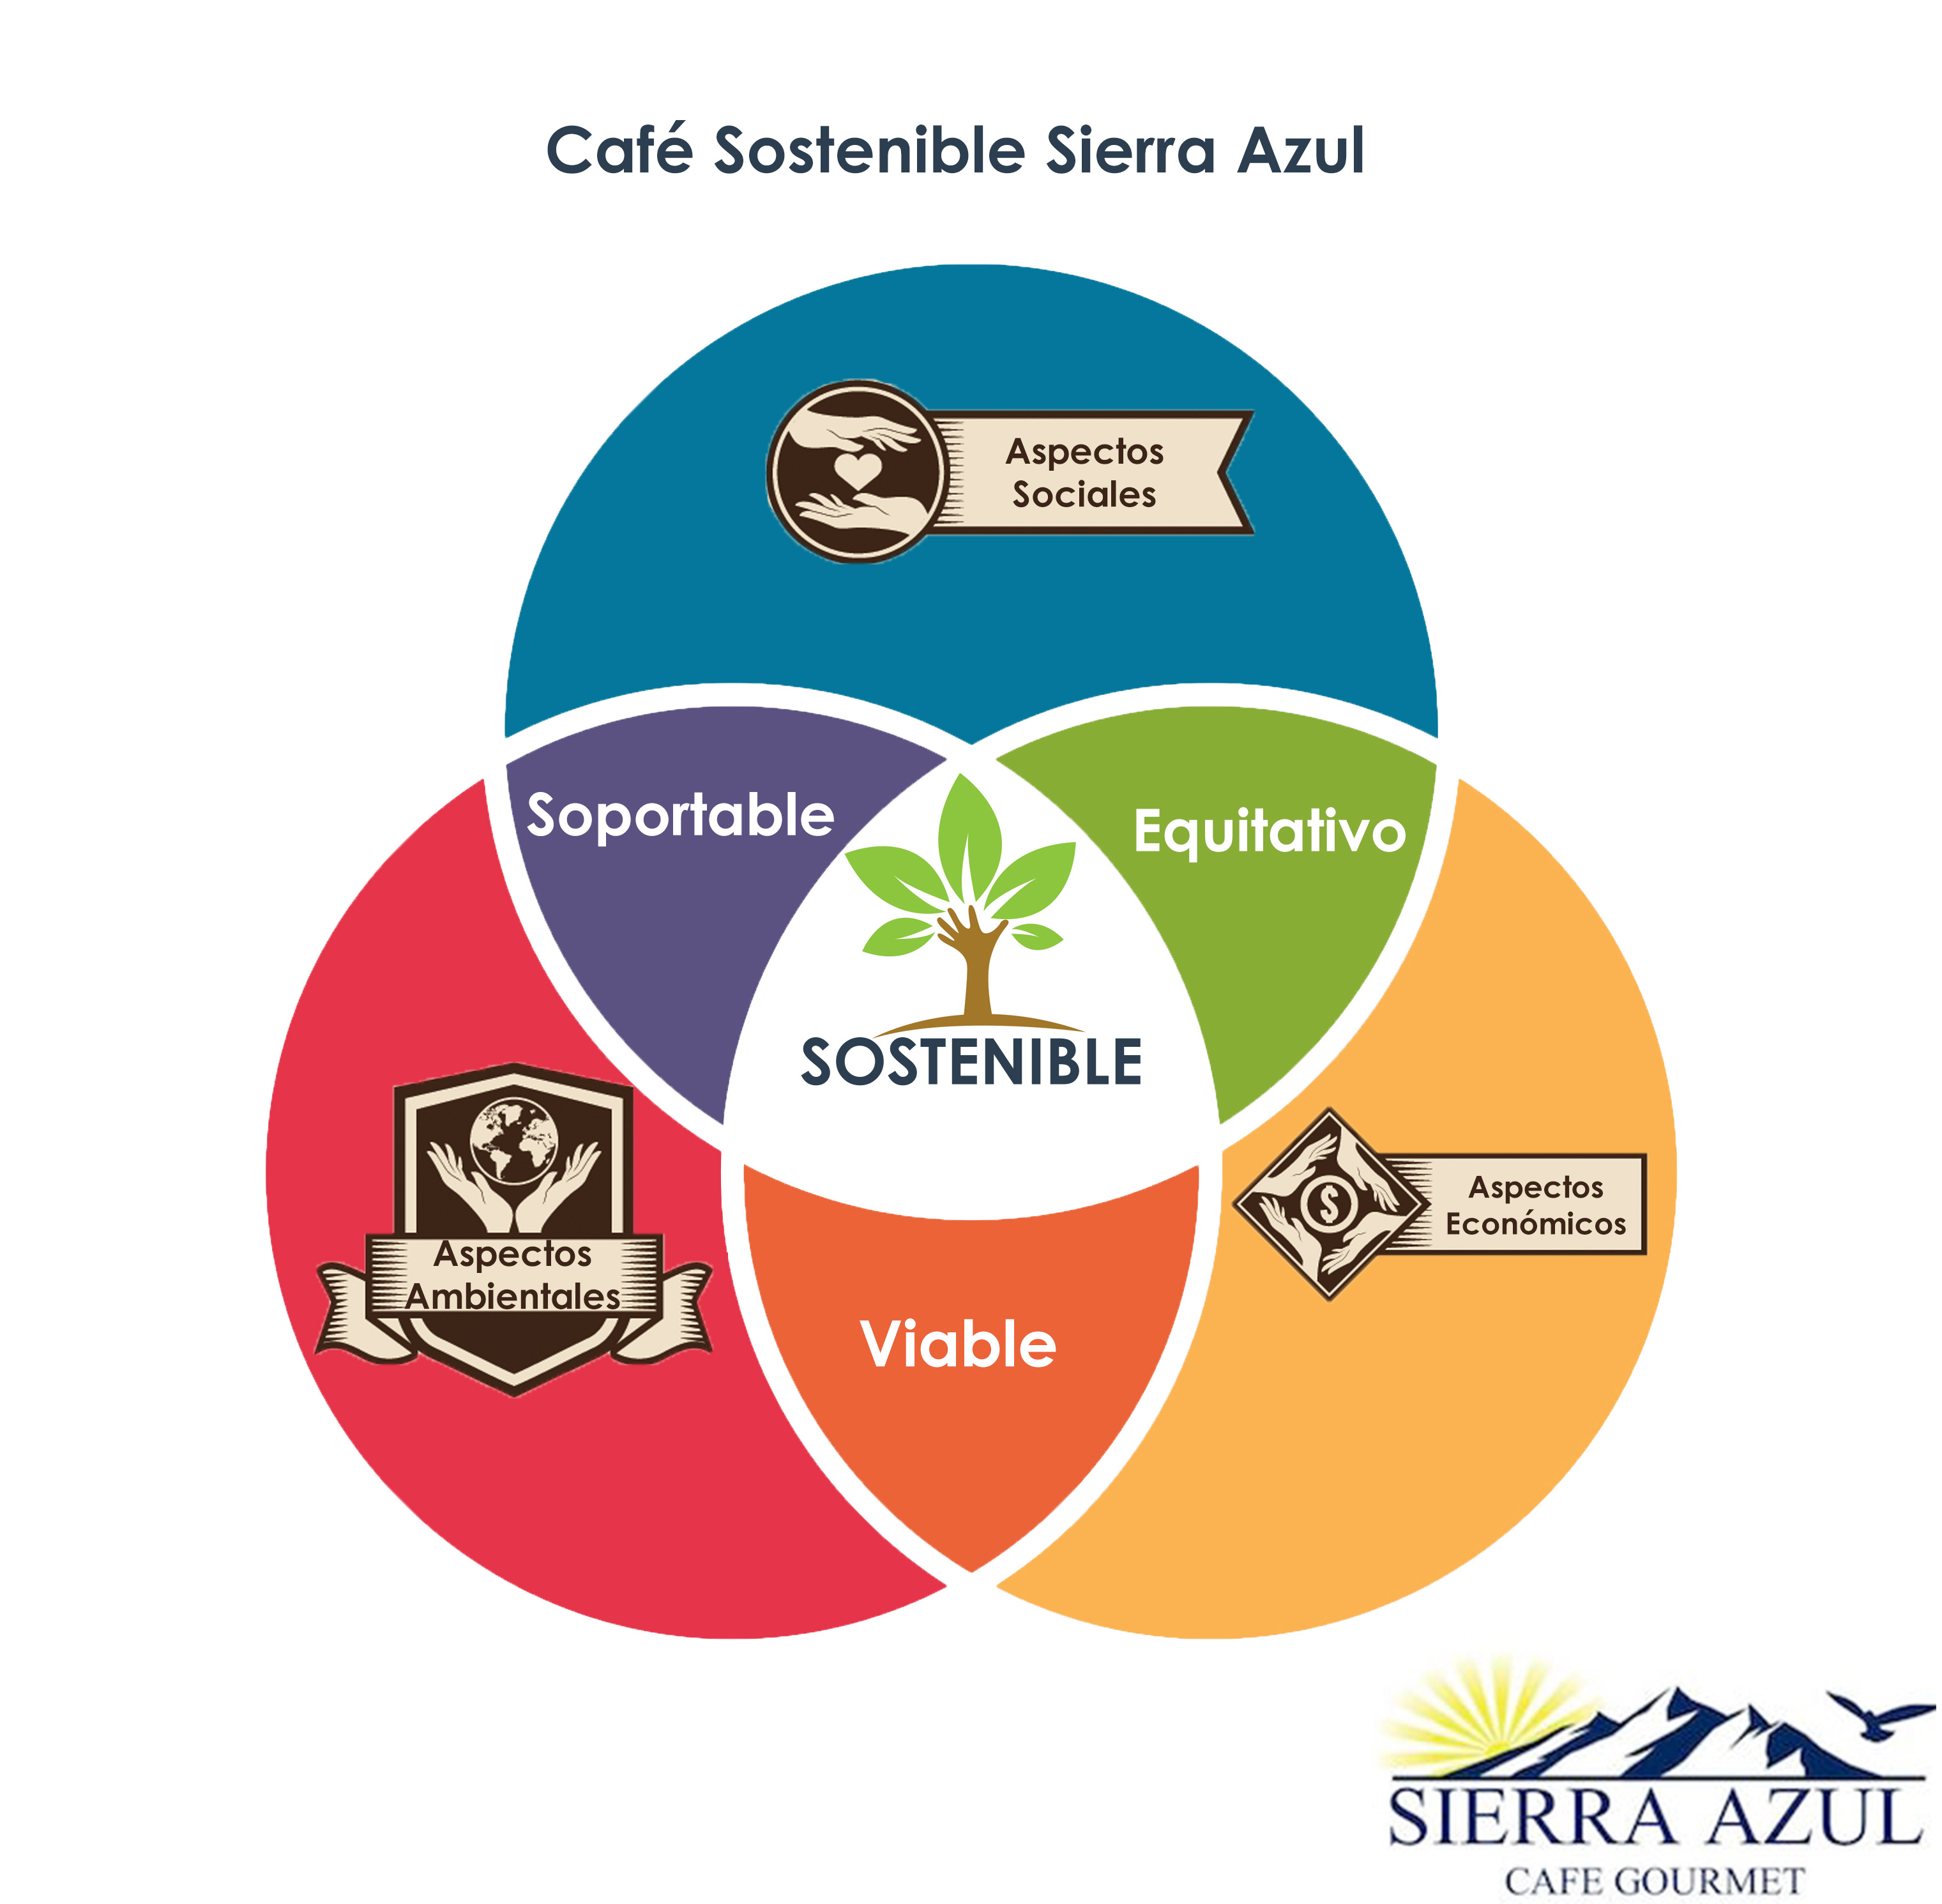 Café Sostenible Sierra Azul
Aspectos
Sociales
Soportable
Equitativo
SOSTENIBLE
Aspectos
Ambientales
Aspectos
Económicos
$
Viable
SIERRA AZUL
CAFE GOURMET